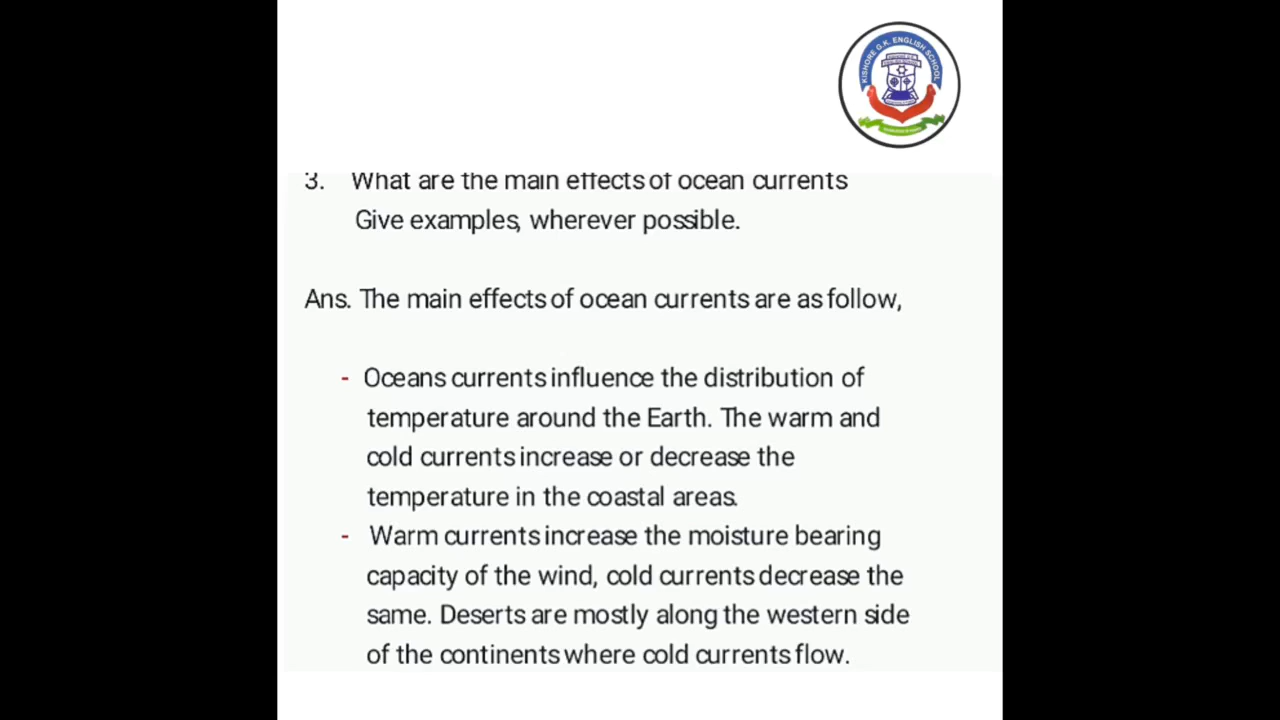 KISHORE G.K. ENGLISH SCHOOL
3. What are the main effects of ocean currents
Give examples, wherever possible.
Ans. The main effects of ocean currents are as follow,
- Oceans currents influence the distribution of
temperature around the Earth. The warm and
cold currents increase or decrease the
temperature in the coastal areas.
- Warm currents increase the moisture bearing
capacity of the wind, cold currents decrease the
same. Deserts are mostly along the western side
of the continents where cold currents flow.